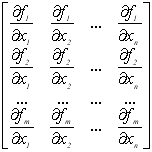 ∂f₁/∂x₁ ∂f₁/∂x₂ ... ∂f₁/∂xₙ
∂f₂/∂x₁ ∂f₂/∂x₂ ... ∂f₂/∂xₙ
... ... ... ...
∂fₘ/∂x₁ ∂fₘ/∂x₂ ... ∂fₘ/∂xₙ